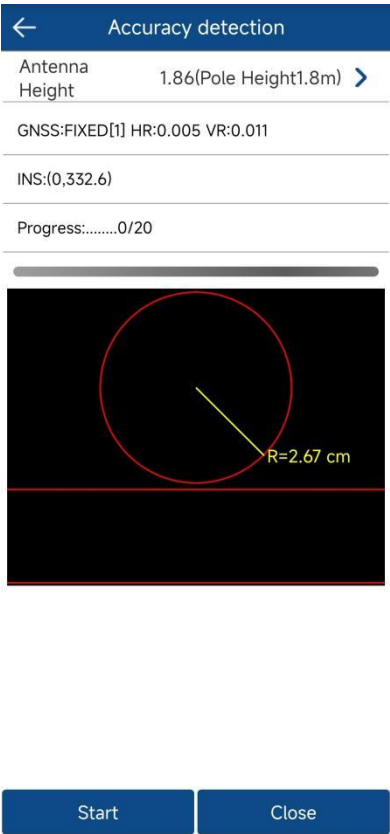 Accuracy detection
Antenna Height 1.86(Pole Height1.8m)
GNSS:FIXED[1] HR:0.005 VR:0.011
INS:(0,332.6)
Progress:........0/20
R=2.67 cm
Start Close